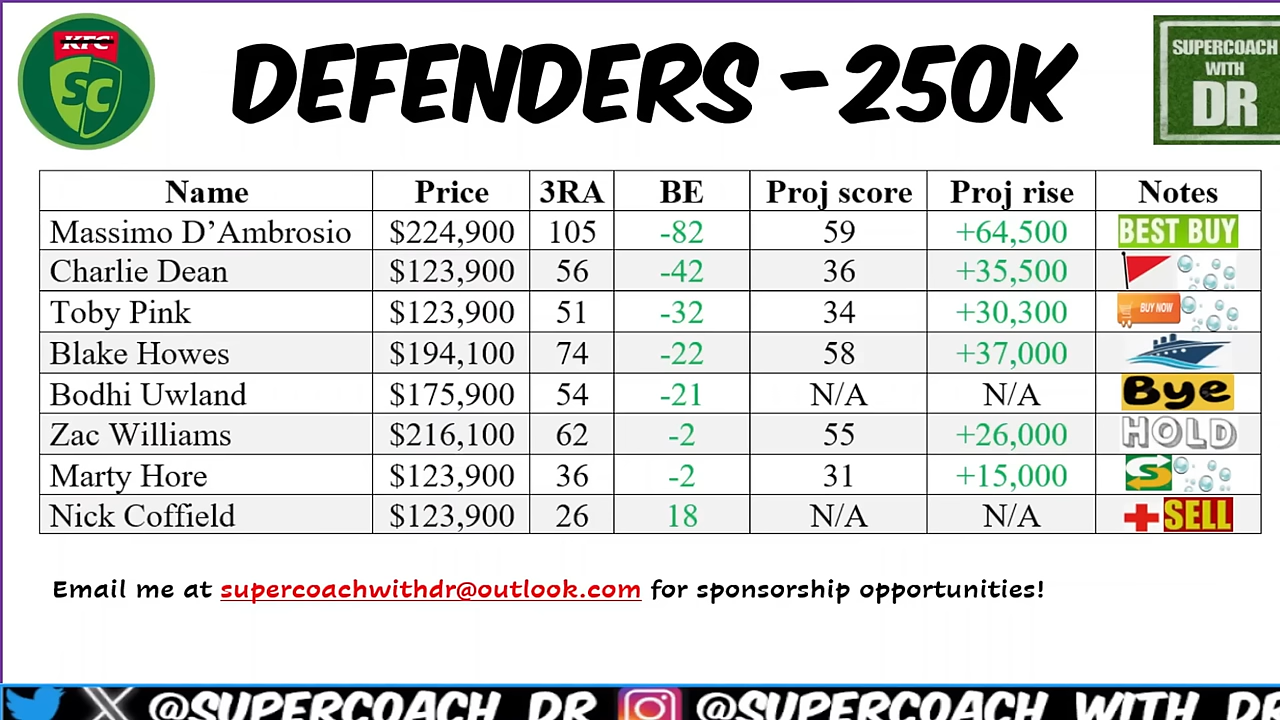 KFC
SC
DEFENDERS - 250K
SUPERCOACH
WITH
DR
Name Price 3RA BE Proj score Proj rise Notes
Massimo D’Ambrosio $224,900 105 -82 59 +64,500 BEST BUY
Charlie Dean $123,900 56 -42 36 +35,500
Toby Pink $123,900 51 -32 34 +30,300 BUY NOW
Blake Howes $194,100 74 -22 58 +37,000
Bodhi Uwland $175,900 54 -21 N/A N/A Bye
Zac Williams $216,100 62 -2 55 +26,000 HOLD
Marty Hore $123,900 36 -2 31 +15,000 S
Nick Coffield $123,900 26 18 N/A N/A SELL
Email me at supercoachwithdr@outlook.com for sponsorship opportunities!
@SUPERCOACH_DR @SUPERCOACH_WITH_DR